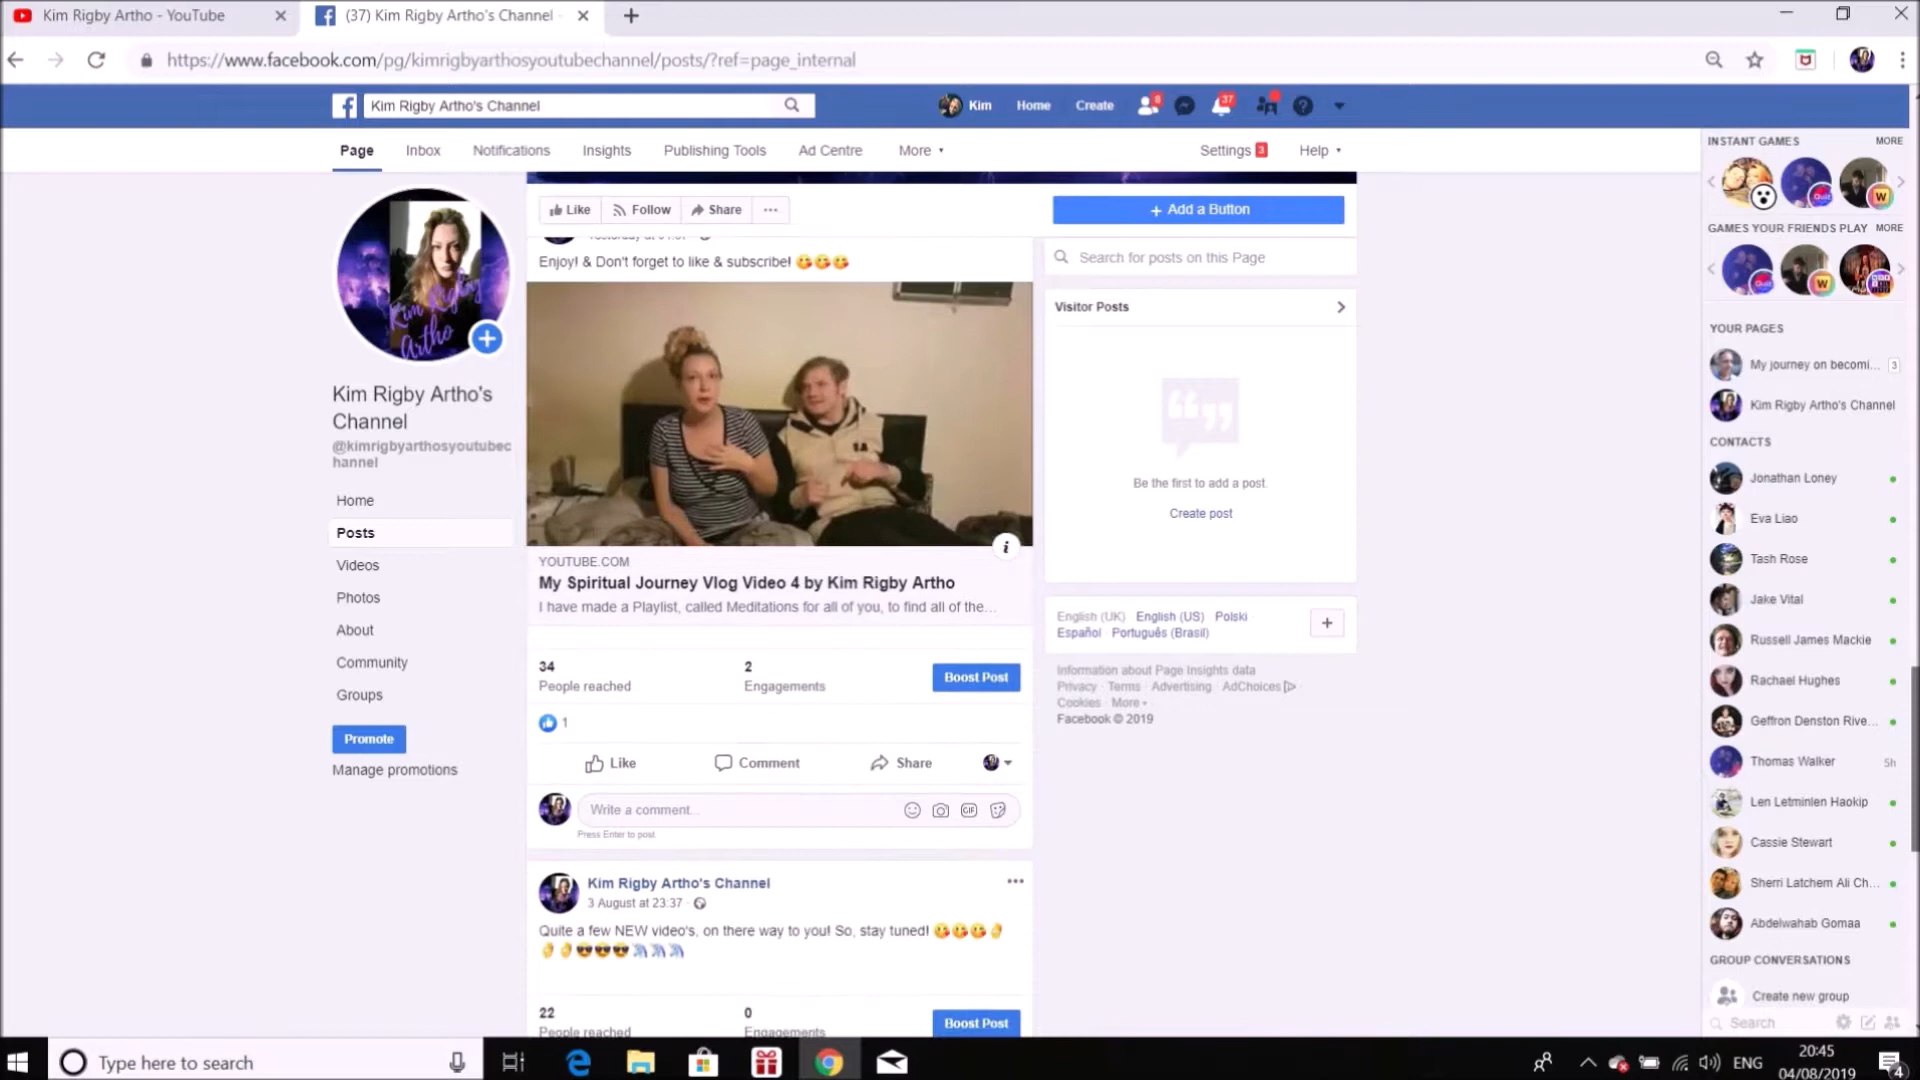 Kim Rigby Artho - YouTube
(37) Kim Rigby Artho's Channel -
https://www.facebook.com/pg/kimrigbyarthosyoutubechannel/posts/?ref=page_internal
Kim Rigby Artho's Channel
Kim
Home
Create
8
37
Page
Inbox
Notifications
Insights
Publishing Tools
Ad Centre
More
Settings 3
Help
Like
Follow
Share
+ Add a Button
Kim Rigby Artho
Kim Rigby Artho's
Channel
@kimrigbyarthosyoutubec
hannel
Home
Posts
Videos
Photos
About
Community
Groups
Promote
Manage promotions
Enjoy! & Don't forget to like & subscribe! 😋😋😋
YOUTUBE.COM
My Spiritual Journey Vlog Video 4 by Kim Rigby Artho
I have made a Playlist, called Meditations for all of you, to find all of the...
34
People reached
2
Engagements
Boost Post
1
Like
Comment
Share
Write a comment...
GIF
Press Enter to post
Kim Rigby Artho's Channel
3 August at 23:37
Quite a few NEW video's, on there way to you! So, stay tuned!
22
People reached
0
Engagements
Boost Post
Search for posts on this Page
Visitor Posts
Be the first to add a post.
Create post
English (UK) English (US) Polski
Español Português (Brasil)
+
Information about Page Insights data
Privacy · Terms · Advertising · AdChoices
Cookies · More
Facebook © 2019
INSTANT GAMES
MORE
GAMES YOUR FRIENDS PLAY
MORE
YOUR PAGES
My journey on becomi... 3
Kim Rigby Artho's Channel
CONTACTS
Jonathan Loney
Eva Liao
Tash Rose
Jake Vital
Russell James Mackie
Rachael Hughes
Geffron Denston Rive...
Thomas Walker 5h
Len Letminlen Haokip
Cassie Stewart
Sherri Latchem Ali Ch...
Abdelwahab Gomaa
GROUP CONVERSATIONS
Create new group
Search
Type here to search
ENG
20:45
04/08/2019
4